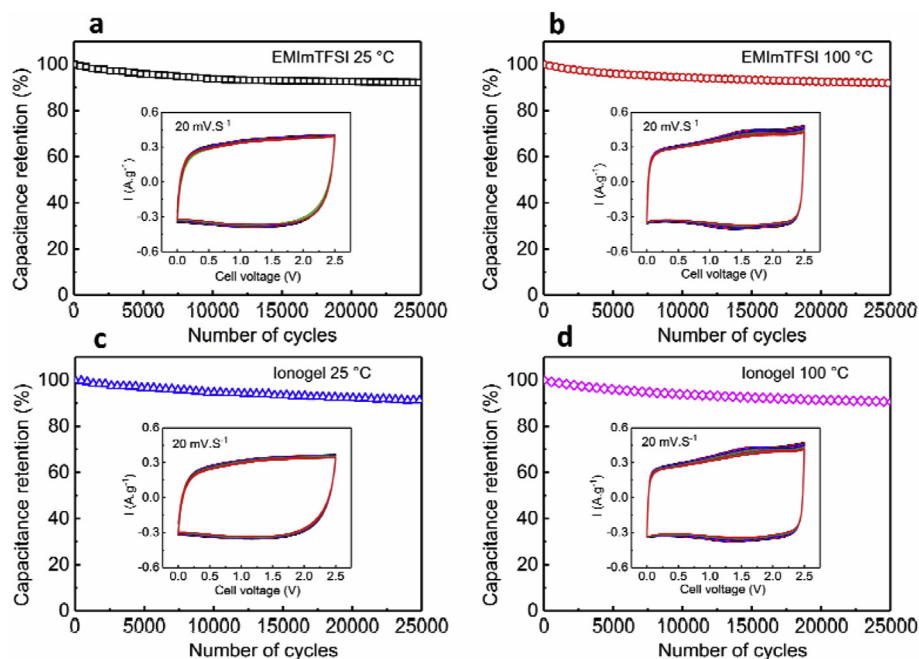 a
EMImTFSI 25 °C
Capacitance retention (%)
100
80
60
40
20
0
20 mV.S⁻¹
I (A.g⁻¹)
0.6
0.3
0.0
-0.3
-0.6
0.0 0.5 1.0 1.5 2.0 2.5
Cell voltage (V)
0 5000 10000 15000 20000 25000
Number of cycles
b
EMImTFSI 100 °C
Capacitance retention (%)
100
80
60
40
20
0
20 mV.S⁻¹
I (A.g⁻¹)
0.6
0.3
0.0
-0.3
-0.6
0.0 0.5 1.0 1.5 2.0 2.5
Cell voltage (V)
0 5000 10000 15000 20000 25000
Number of cycles
c
Ionogel 25 °C
Capacitance retention (%)
100
80
60
40
20
0
20 mV.S⁻¹
I (A.g⁻¹)
0.6
0.3
0.0
-0.3
-0.6
0.0 0.5 1.0 1.5 2.0 2.5
Cell voltage (V)
0 5000 10000 15000 20000 25000
Number of cycles
d
Ionogel 100 °C
Capacitance retention (%)
100
80
60
40
20
0
20 mV.S⁻¹
I (A.g⁻¹)
0.6
0.3
0.0
-0.3
-0.6
0.0 0.5 1.0 1.5 2.0 2.5
Cell voltage (V)
0 5000 10000 15000 20000 25000
Number of cycles